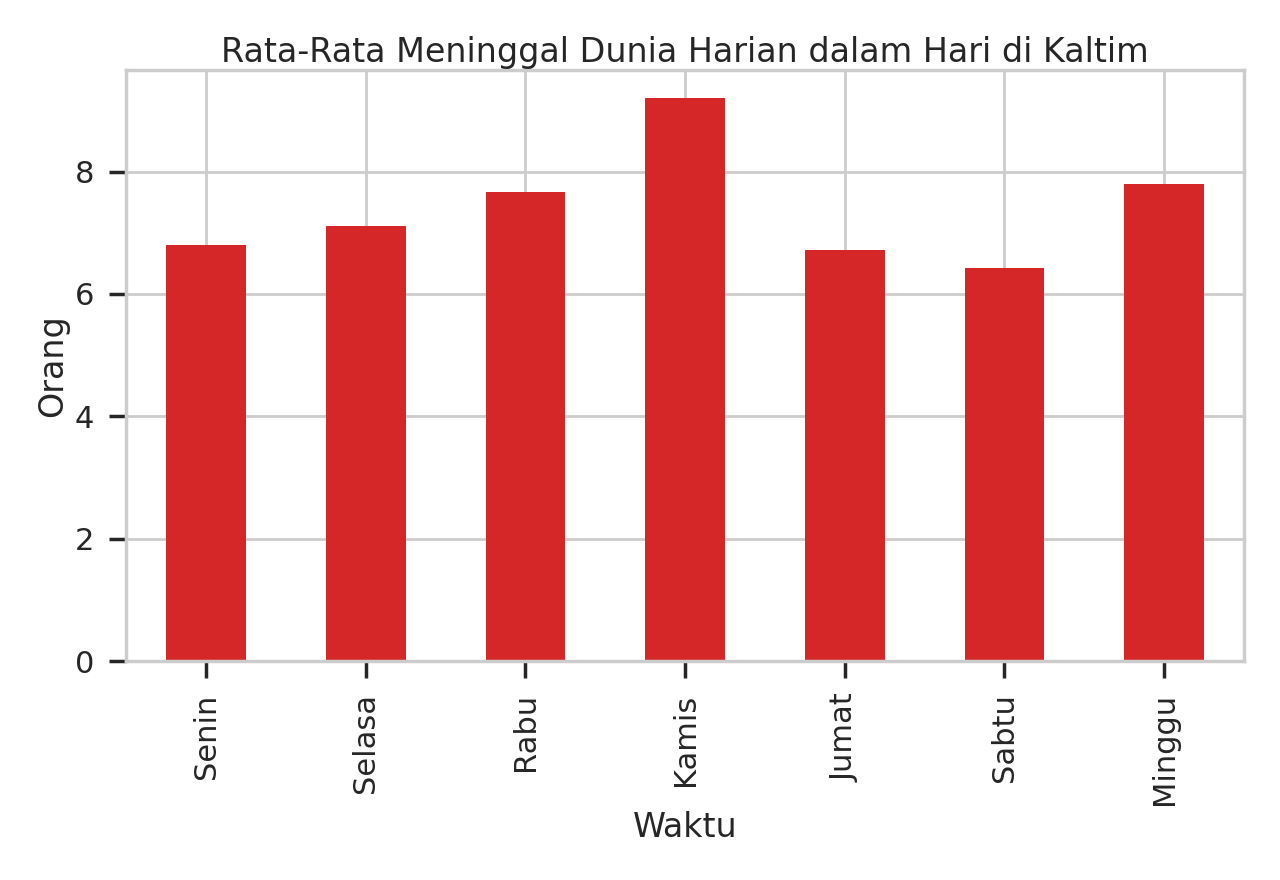 Rata-Rata Meninggal Dunia Harian dalam Hari di Kaltim
Orang
8
6
4
2
0
Senin
Selasa
Rabu
Kamis
Jumat
Sabtu
Minggu
Waktu